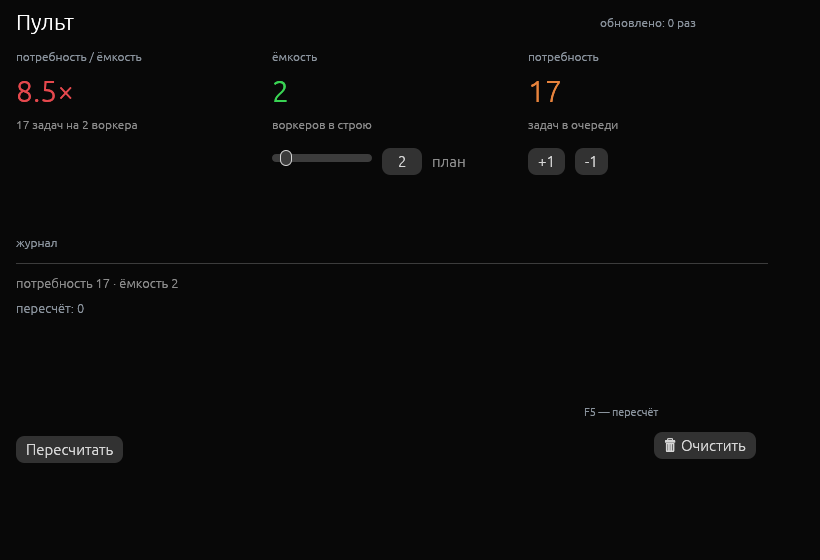 Пульт
обновлено: 0 раз
потребность / ёмкость
ёмкость
потребность
8.5×
2
17
17 задач на 2 воркера
воркеров в строю
задач в очереди
2 план
+1 -1
журнал
потребность 17 · ёмкость 2
пересчёт: 0
F5 — пересчёт
Пересчитать
Очистить